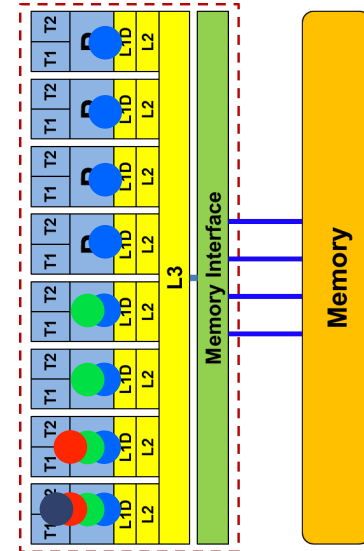 T1
T1 T2
T1 T2
T1 T2
T1 T2
T1 T2
T1 T2
T1 T2
L1D L1D L1D L1D L1D L1D L1D L1D
L2 L2 L2 L2 L2 L2 L2 L2
L3
Memory Interface
Memory